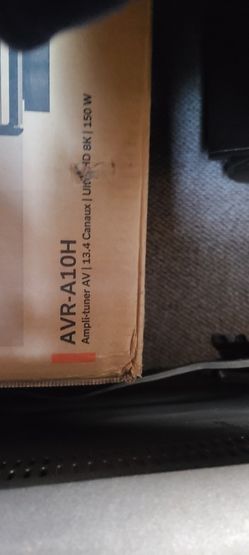 AVR-A10H
Ampli-tuner AV | 13.4 Canaux | Ultra HD 8K | 150 W